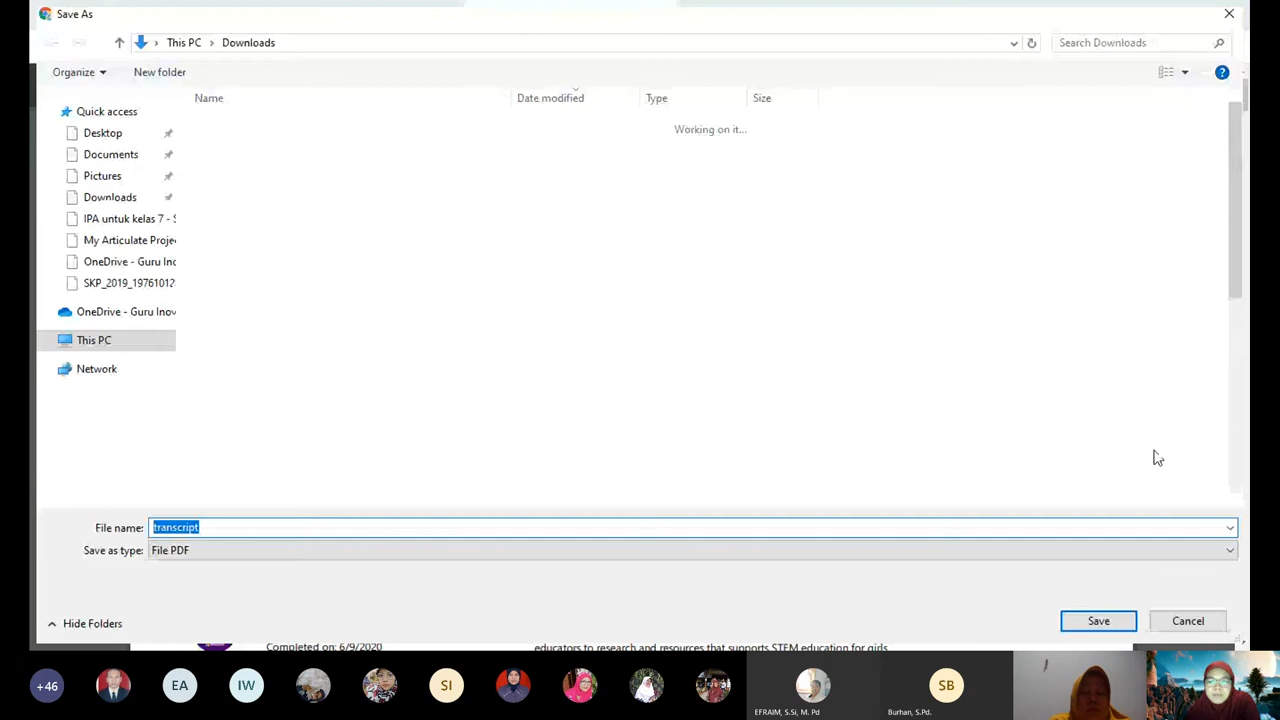 Save As
This PC > Downloads
Search Downloads
Organize
New folder
Name
Date modified
Type
Size
Working on it...
Quick access
Desktop
Documents
Pictures
Downloads
IPA untuk kelas 7 - S
My Articulate Proje
OneDrive - Guru Ino
SKP_2019_19761012
OneDrive - Guru Inov
This PC
Network
File name: transcript
Save as type: File PDF
Hide Folders
Save
Cancel
Completed on: 6/9/2020
educators to research and resources that supports STEM education for girls
+46
EA
IW
SI
SB
EFRAIM, S.Si, M. Pd
Burhan, S.Pd.